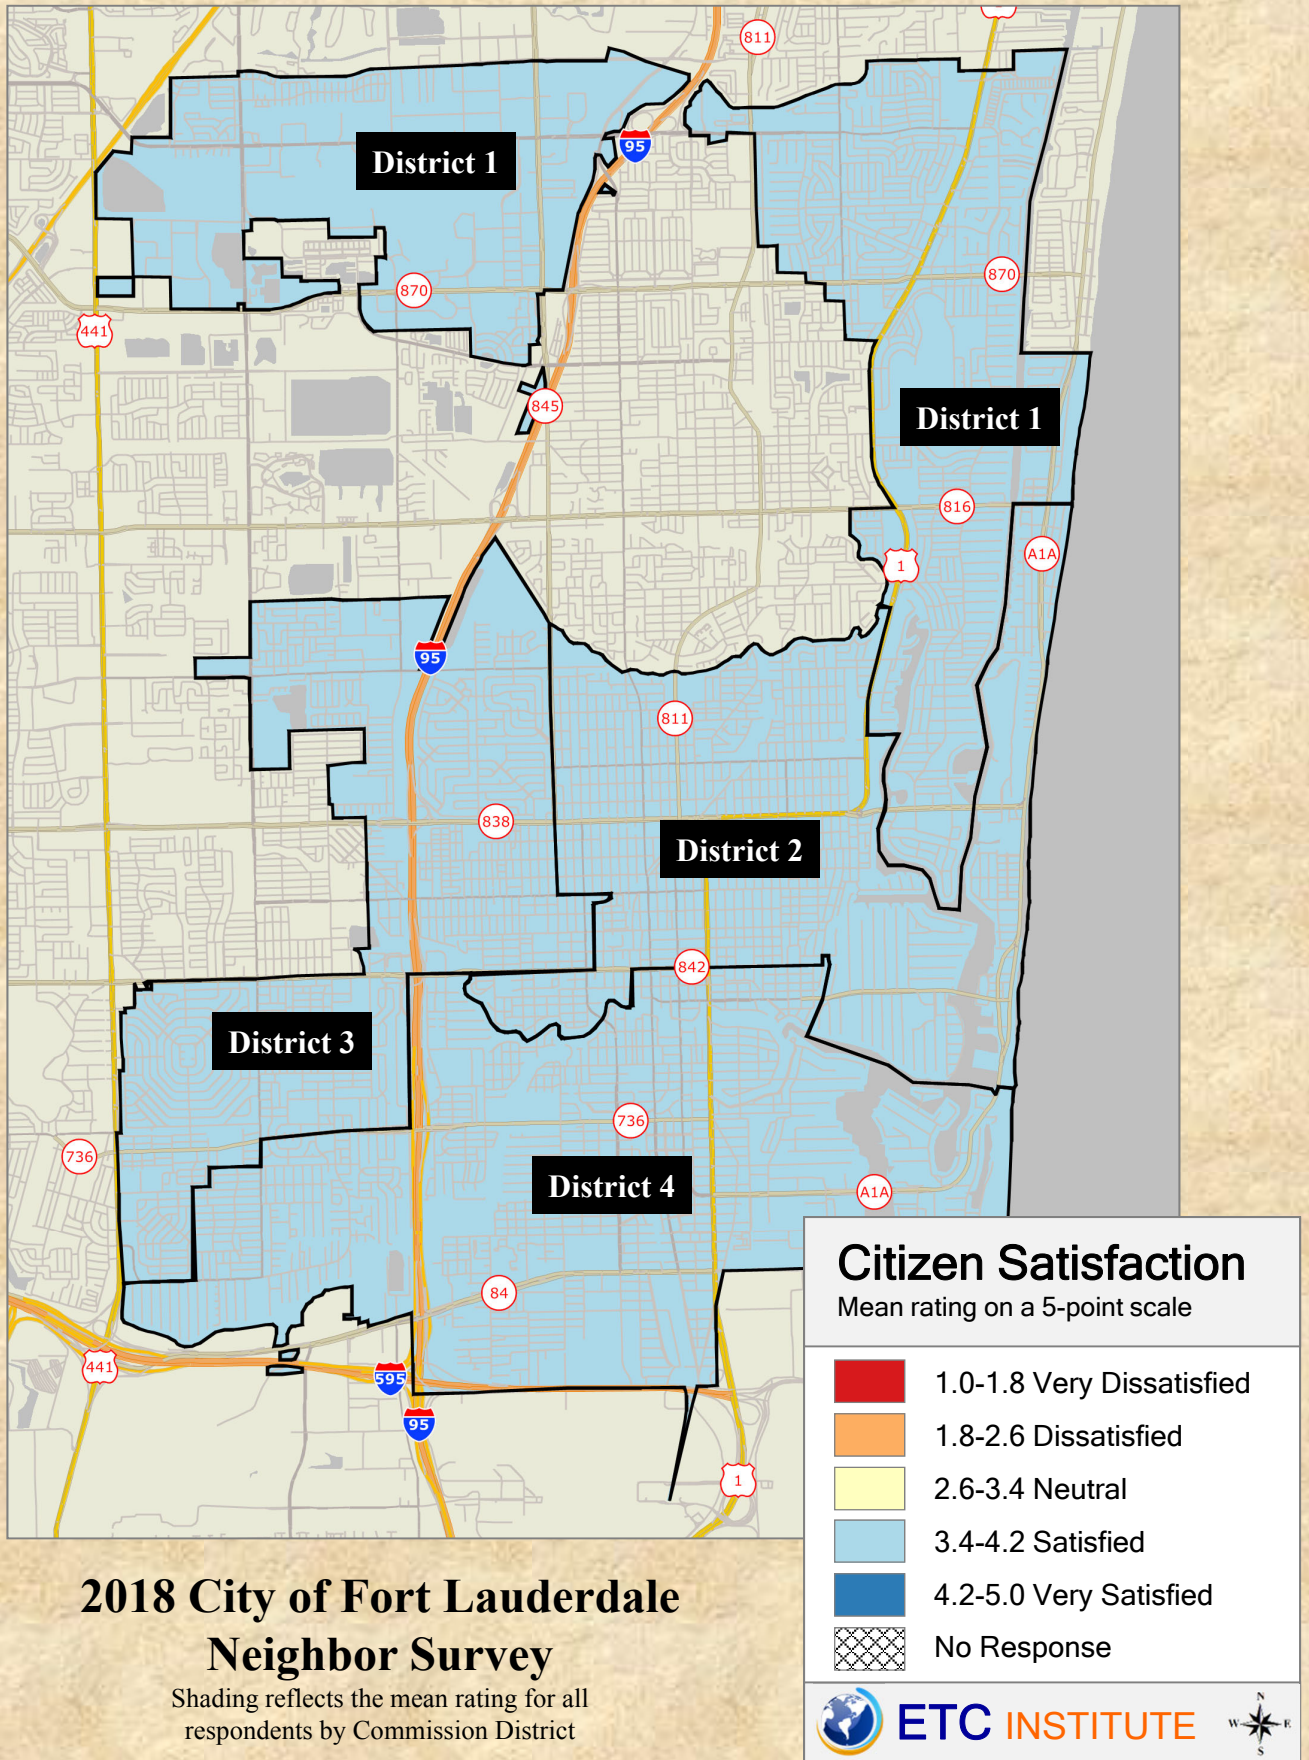 811
95
District 1
870
870
441
845
District 1
816
A1A
1
95
811
838
District 2
842
District 3
736
736
District 4
A1A
84
441
595
95
1
Citizen Satisfaction
Mean rating on a 5-point scale
1.0-1.8 Very Dissatisfied
1.8-2.6 Dissatisfied
2.6-3.4 Neutral
3.4-4.2 Satisfied
4.2-5.0 Very Satisfied
No Response
2018 City of Fort Lauderdale
Neighbor Survey
Shading reflects the mean rating for all
respondents by Commission District
ETC INSTITUTE
N
W E
S